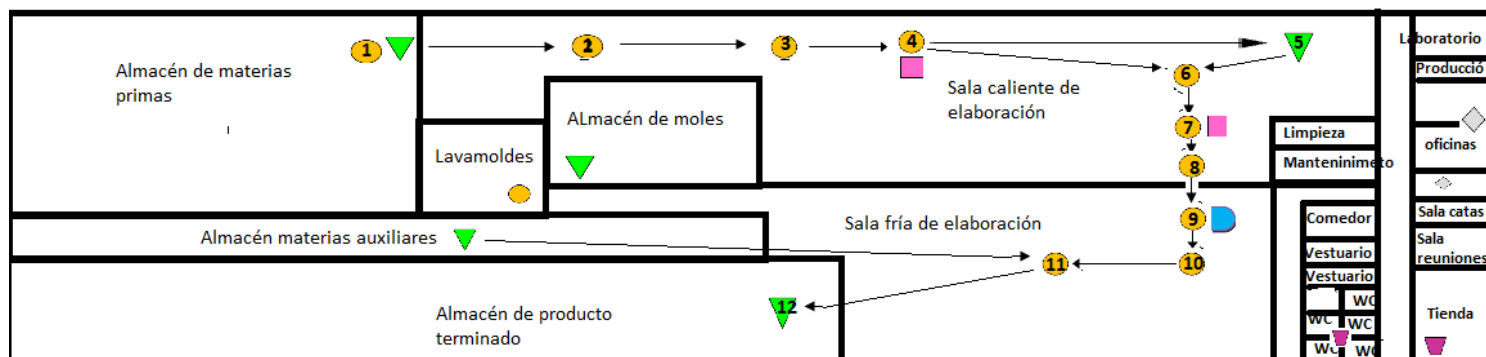 Almacén de materias
primas
1
2
3
4
5
6
7
8
9
10
11
12
Sala caliente de
elaboración
ALmacén de moles
Lavamoldes
Almacén materias auxiliares
Sala fría de elaboración
Almacén de producto
terminado
Limpieza
Manteninimeto
Comedor
Vestuario
Vestuario
WC
WC
WC
WC
WC
Laboratorio
Producció
oficinas
Sala catas
Sala
reuniones
Tienda